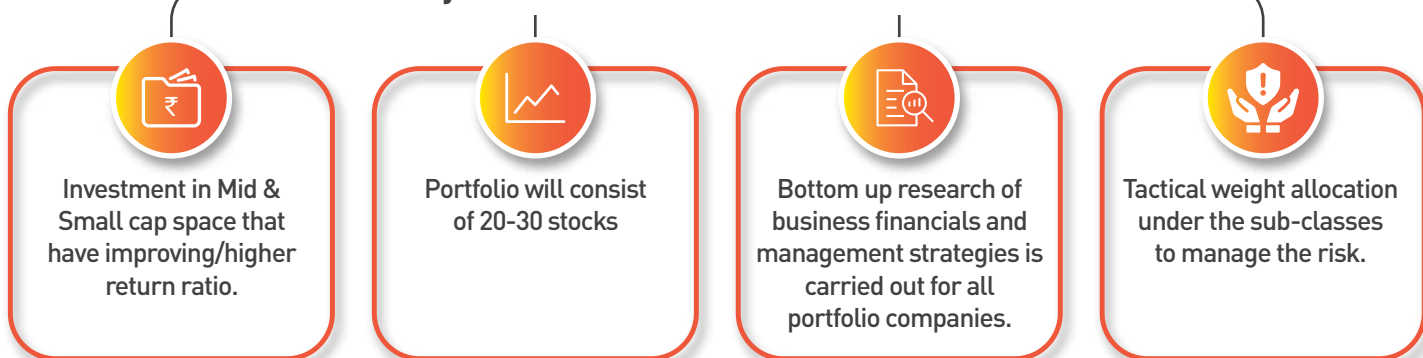 Investment in Mid &
Small cap space that
have improving/higher
return ratio.
Portfolio will consist
of 20-30 stocks
Bottom up research of
business financials and
management strategies is
carried out for all
portfolio companies.
Tactical weight allocation
under the sub-classes
to manage the risk.